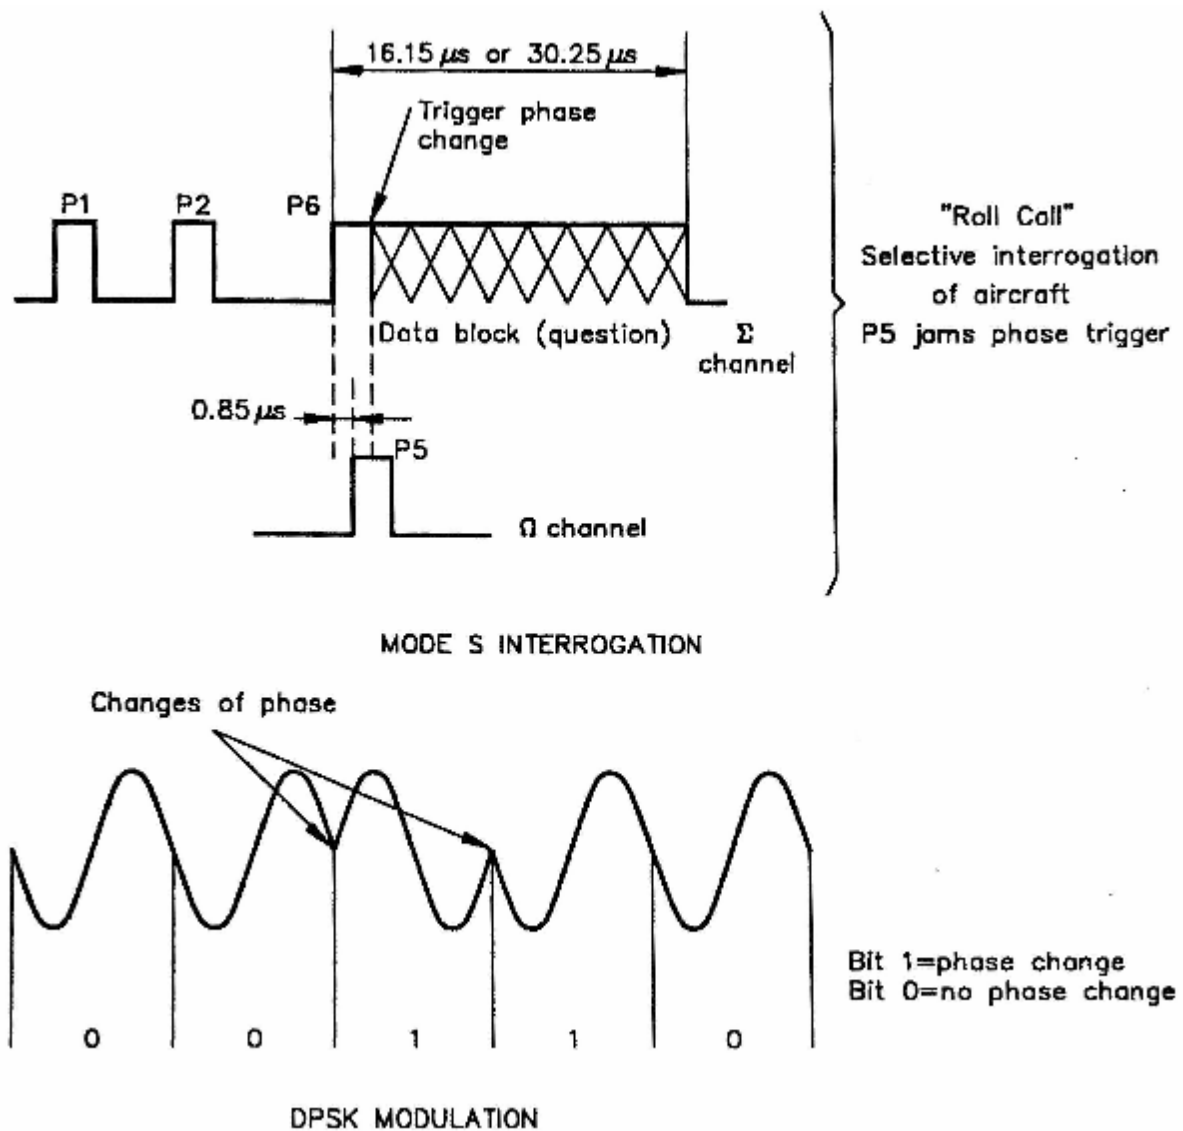 16.15 µs or 30.25 µs
Trigger phase
change
P1
P2
P6
"Roll Call"
Selective interrogation
of aircraft
P5 jams phase trigger
Data block (question)
Σ
channel
0.85 µs
P5
Ω channel
MODE S INTERROGATION
Changes of phase
Bit 1=phase change
Bit 0=no phase change
0 0 1 1 0
DPSK MODULATION